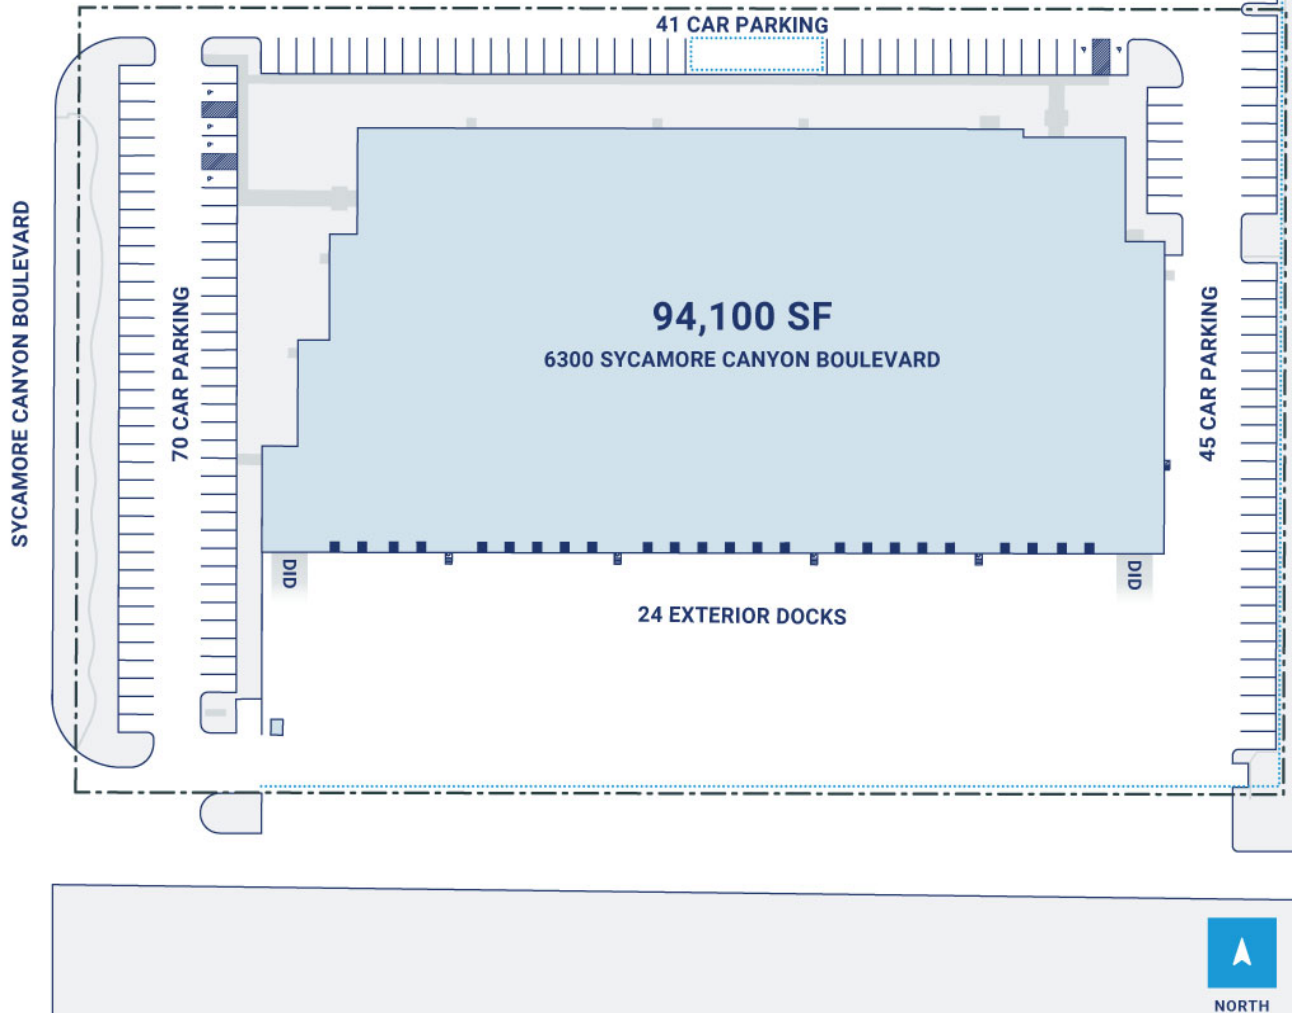 41 CAR PARKING
SYCAMORE CANYON BOULEVARD
70 CAR PARKING
94,100 SF
6300 SYCAMORE CANYON BOULEVARD
45 CAR PARKING
DID
DID
24 EXTERIOR DOCKS
NORTH